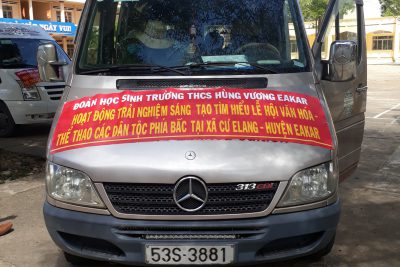 ĐOÀN HỌC SINH TRƯỜNG THCS HÙNG VƯƠNG EAKAR
HOẠT ĐỘNG TRẢI NGHIỆM SÁNG TẠO TÌM HIỂU LỄ HỘI VĂN HOÁ -
THỂ THAO CÁC DÂN TỘC PHÍA BẮC TẠI XÃ CƯ ELANG - HUYỆN EAKAR
313 CDI
53S-3881